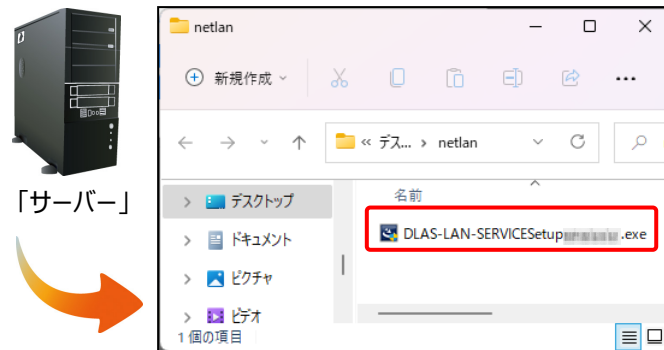 netlan
新規作成
デス...
netlan
「サーバー」
名前
デスクトップ
DLAS-LAN-SERVICESetup .exe
ドキュメント
ピクチャ
ビデオ
1 個の項目